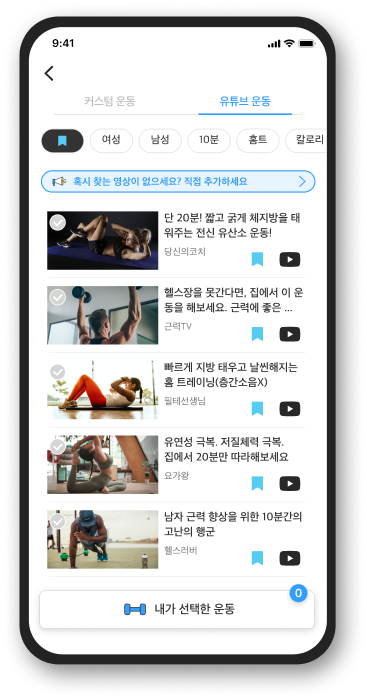 9:41
커스텀 운동
유튜브 운동
여성
남성
10분
홈트
칼로리
혹시 찾는 영상이 없으세요? 직접 추가하세요
단 20분! 짧고 굵게 체지방을 태
워주는 전신 유산소 운동!
당신의코치
헬스장을 못간다면, 집에서 이 운
동을 해보세요. 근력에 좋은 ...
근력TV
빠르게 지방 태우고 날씬해지는
홈 트레이닝(층간소음X)
필테선생님
유연성 극복. 저질체력 극복.
집에서 20분만 따라해보세요
요가왕
남자 근력 향상을 위한 10분간의
고난의 행군
헬스러버
0
내가 선택한 운동